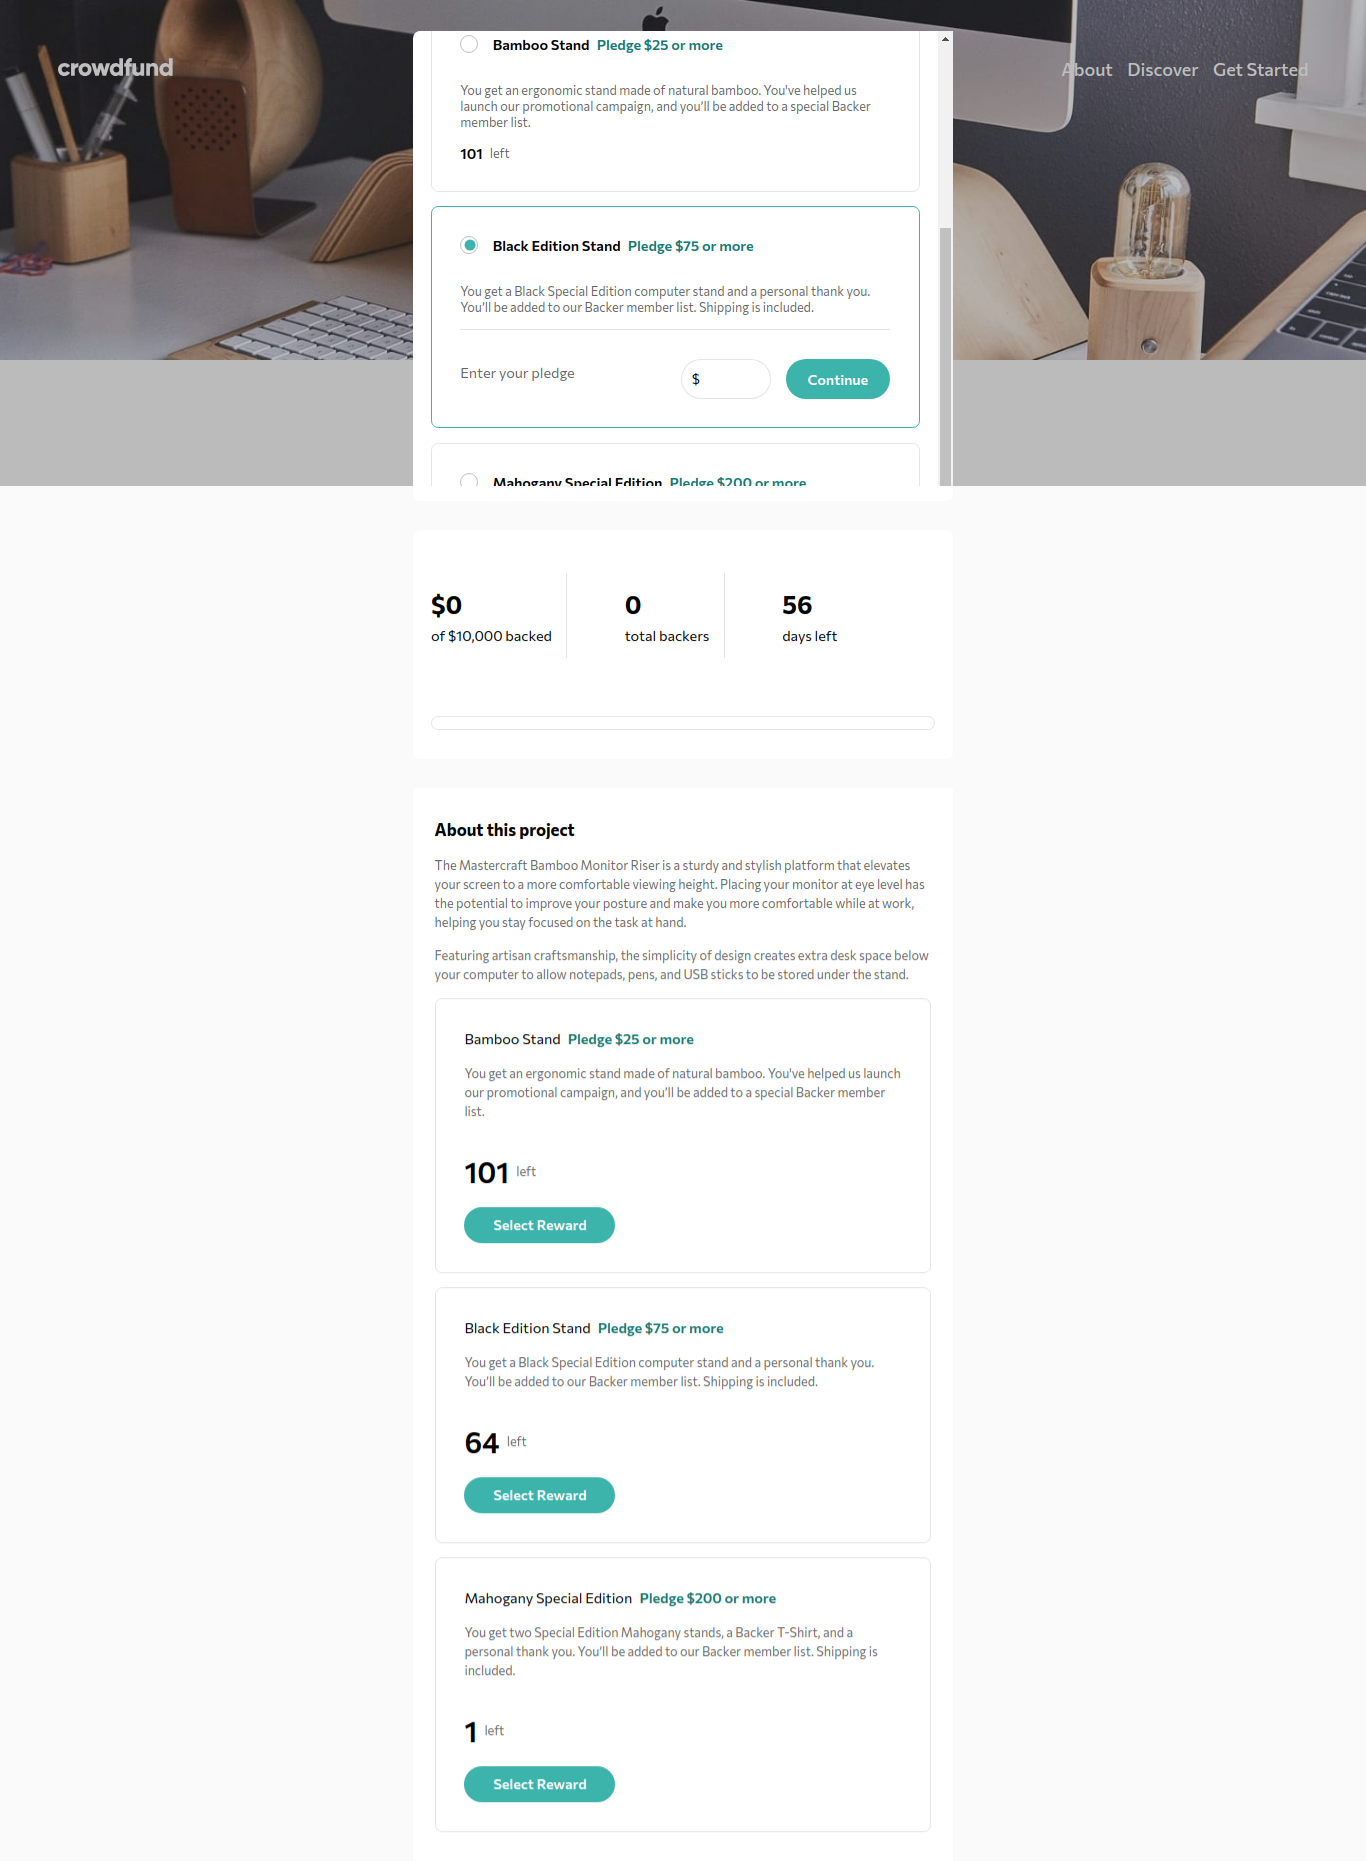 crowdfund
About Discover Get Started
Bamboo Stand Pledge $25 or more
You get an ergonomic stand made of natural bamboo. You've helped us
launch our promotional campaign, and you'll be added to a special Backer
member list.
101 left
Black Edition Stand Pledge $75 or more
You get a Black Special Edition computer stand and a personal thank you.
You'll be added to our Backer member list. Shipping is included.
Enter your pledge
$
Continue
Mahogany Special Edition Pledge $200 or more
$0
of $10,000 backed
0
total backers
56
days left
About this project
The Mastercraft Bamboo Monitor Riser is a sturdy and stylish platform that elevates
your screen to a more comfortable viewing height. Placing your monitor at eye level has
the potential to improve your posture and make you more comfortable while at work,
helping you stay focused on the task at hand.
Featuring artisan craftsmanship, the simplicity of design creates extra desk space below
your computer to allow notepads, pens, and USB sticks to be stored under the stand.
Bamboo Stand Pledge $25 or more
You get an ergonomic stand made of natural bamboo. You've helped us launch
our promotional campaign, and you'll be added to a special Backer member
list.
101 left
Select Reward
Black Edition Stand Pledge $75 or more
You get a Black Special Edition computer stand and a personal thank you.
You'll be added to our Backer member list. Shipping is included.
64 left
Select Reward
Mahogany Special Edition Pledge $200 or more
You get two Special Edition Mahogany stands, a Backer T-Shirt, and a
personal thank you. You'll be added to our Backer member list. Shipping is
included.
1 left
Select Reward